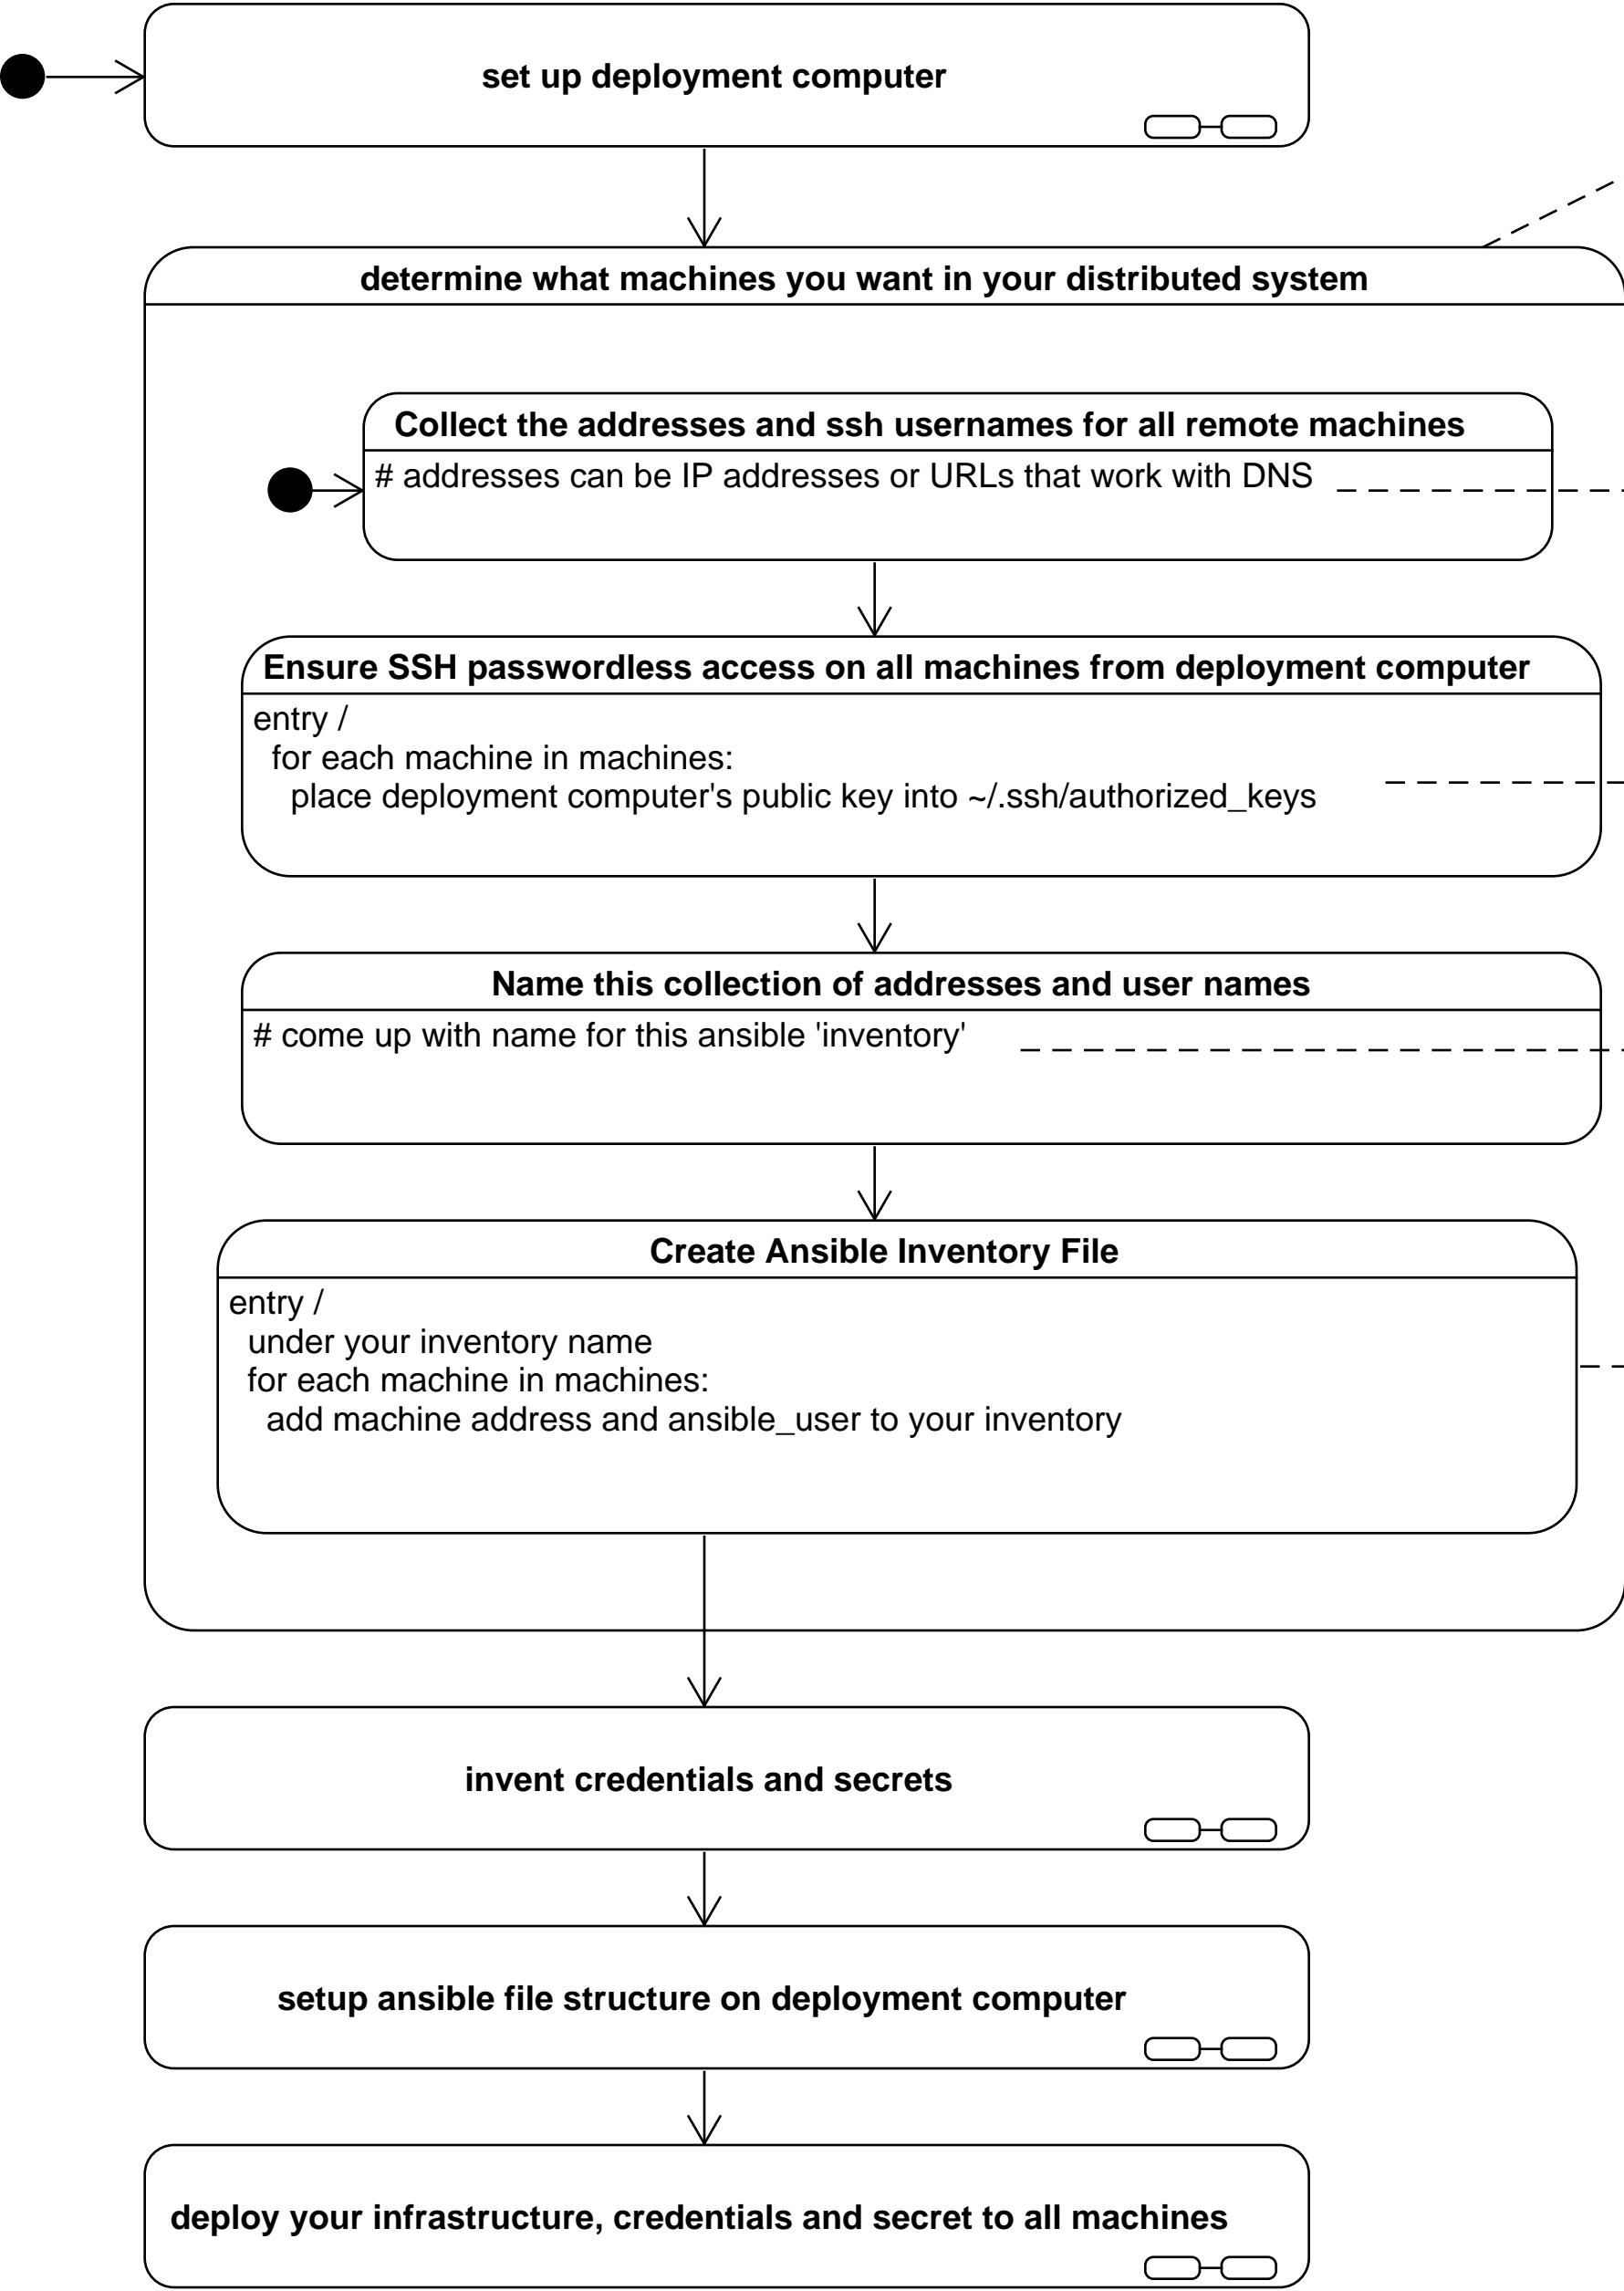 set up deployment computer
determine what machines you want in your distributed system
Collect the addresses and ssh usernames for all remote machines
# addresses can be IP addresses or URLs that work with DNS
Ensure SSH passwordless access on all machines from deployment computer
entry /
for each machine in machines:
place deployment computer's public key into ~/.ssh/authorized_keys
Name this collection of addresses and user names
# come up with name for this ansible 'inventory'
Create Ansible Inventory File
entry /
under your inventory name
for each machine in machines:
add machine address and ansible_user to your inventory
invent credentials and secrets
setup ansible file structure on deployment computer
deploy your infrastructure, credentials and secret to all machines